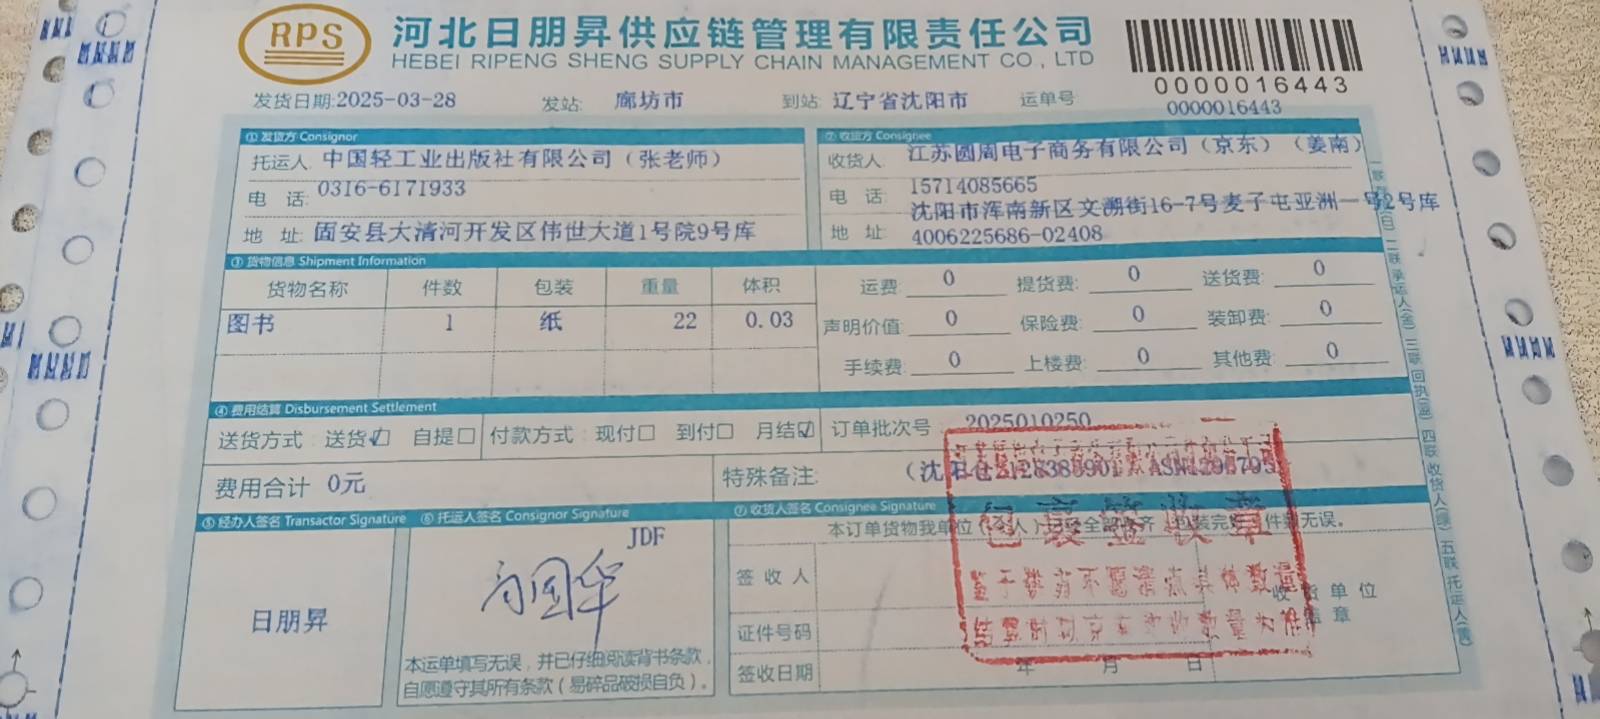 RPS
河北日朋昇供应链管理有限责任公司
HEBEI RIPENG SHENG SUPPLY CHAIN MANAGEMENT CO., LTD
0000016443
发货日期:2025-03-28 发站: 廊坊市 到站: 辽宁省沈阳市 运单号 0000016443
① 发货方 Consignor
托运人: 中国轻工业出版社有限公司（张老师）
电 话: 0316-6171933
地 址: 固安县大清河开发区伟世大道1号院9号库
② 收货方 Consignee
收货人: 江苏圆周电子商务有限公司（京东）（姜南）
电 话: 15714085665
地 址: 沈阳市浑南新区文溯街16-7号麦子屯亚洲一号2号库
4006225686-02408
③ 货物信息 Shipment Information
货物名称 件数 包装 重量 体积
图书 1 纸 22 0.03
运费: 0 提货费: 0 送货费: 0
声明价值: 0 保险费: 0 装卸费: 0
手续费: 0 上楼费: 0 其他费: 0
④ 费用结算 Disbursement Settlement
送货方式: 送货☑ 自提□ 付款方式: 现付□ 到付□ 月结☑ 订单批次号: 2025010250
费用合计 0元
特殊备注: （沈阳仓
⑤ 经办人签名 Transactor Signature
日朋昇
⑥ 托运人签名 Consignor Signature
JDF
本运单填写无误，并已仔细阅读背书条款，
自愿遵守其所有条款（易碎品破损自负）。
⑦ 收货人签名 Consignee Signature
本订单货物我单位
件数无误。
签 收 人
证件号码
签收日期
收 货 单 位
盖 章
年 月 日
包裹签收章